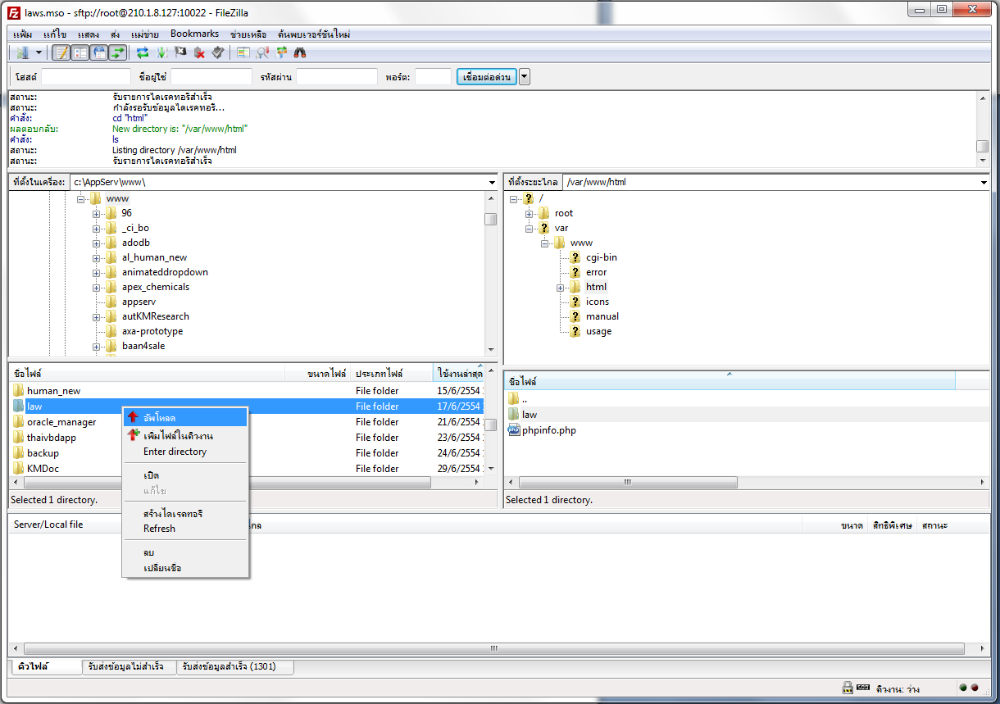 laws.mso - sftp://root@210.1.8.127:10022 - FileZilla
แฟ้ม แก้ไข แสดง ส่ง แม่ข่าย Bookmarks ช่วยเหลือ ค้นพบเวอร์ชันใหม่
โฮสต์ ชื่อผู้ใช้ รหัสผ่าน พอร์ต: เชื่อมต่อด่วน
สถานะ: รับรายการไดเรคทอรีสำเร็จ
สถานะ: กำลังรอรับข้อมูลไดเรคทอรี...
คำสั่ง: cd "html"
ผลตอบกลับ: New directory is: "/var/www/html"
คำสั่ง: ls
สถานะ: Listing directory /var/www/html
สถานะ: รับรายการไดเรคทอรีสำเร็จ
ที่ตั้งในเครื่อง: c:\AppServ\www\
www
96
_ci_bo
adodb
al_human_new
animateddropdown
apex_chemicals
appserv
autKMResearch
axa-prototype
baan4sale
ที่ตั้งระยะไกล /var/www/html
/
root
var
www
cgi-bin
error
html
icons
manual
usage
ชื่อไฟล์ ขนาดไฟล์ ประเภทไฟล์ ใช้งานล่าสุด
human_new File folder 15/6/2554
law File folder 17/6/2554
oracle_manager File folder 21/6/2554
thaivbdapp File folder 23/6/2554
backup File folder 24/6/2554
KMDoc File folder 29/6/2554
Selected 1 directory.
ชื่อไฟล์
..
law
phpinfo.php
Selected 1 directory.
อัพโหลด
เพิ่มไฟล์ในคิวงาน
Enter directory
เปิด
แก้ไข
สร้างไดเรคทอรี
Refresh
ลบ
เปลี่ยนชื่อ
Server/Local file ไกล ขนาด สิทธิพิเศษ สถานะ
คิวไฟล์ รับส่งข้อมูลไม่สำเร็จ รับส่งข้อมูลสำเร็จ (1301)
คิวงาน: ว่าง